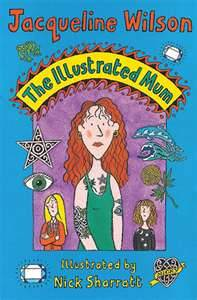 Jacqueline Wilson
The Illustrated Mum
Illustrated by
Nick Sharratt